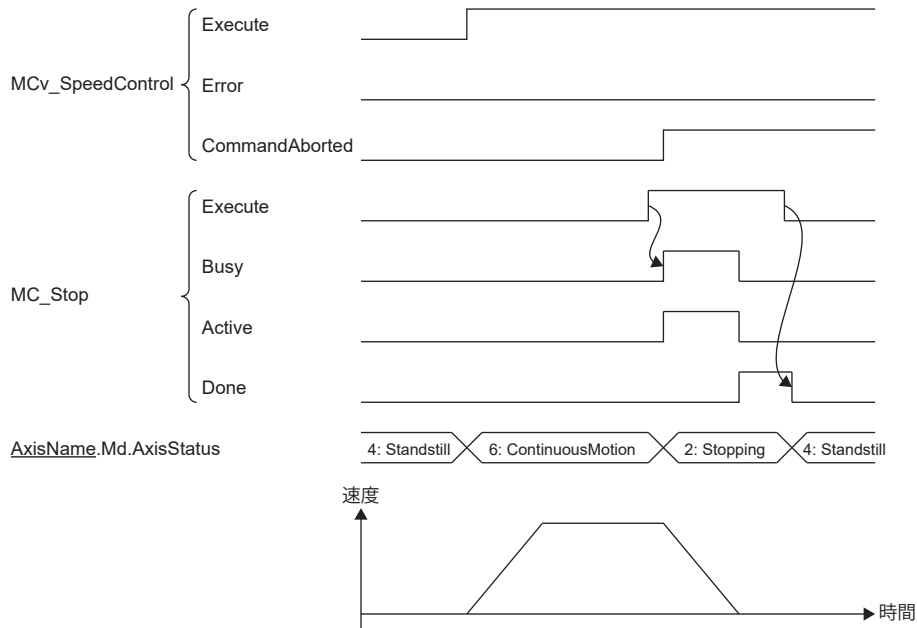 Execute
MCv_SpeedControl
Error
CommandAborted
Execute
Busy
MC_Stop
Active
Done
AxisName.Md.AxisStatus
4: Standstill
6: ContinuousMotion
2: Stopping
4: Standstill
速度
時間